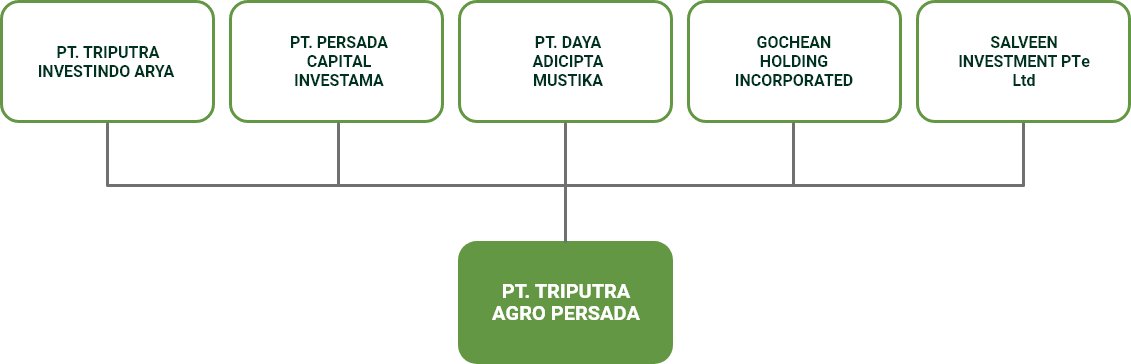 PT. TRIPUTRA
INVESTINDO ARYA
PT. PERSADA
CAPITAL
INVESTAMA
PT. DAYA
ADICIPTA
MUSTIKA
GOCHEAN
HOLDING
INCORPORATED
SALVEEN
INVESTMENT PTe
Ltd
PT. TRIPUTRA
AGRO PERSADA